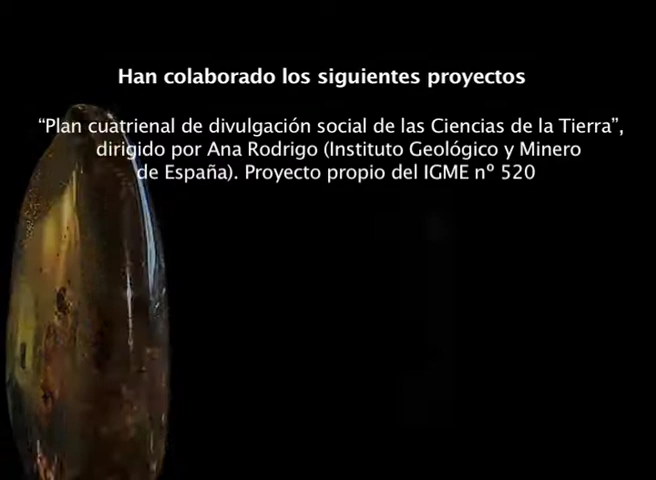 Han colaborado los siguientes proyectos
“Plan cuatrienal de divulgación social de las Ciencias de la Tierra”,
dirigido por Ana Rodrigo (Instituto Geológico y Minero
de España). Proyecto propio del IGME nº 520